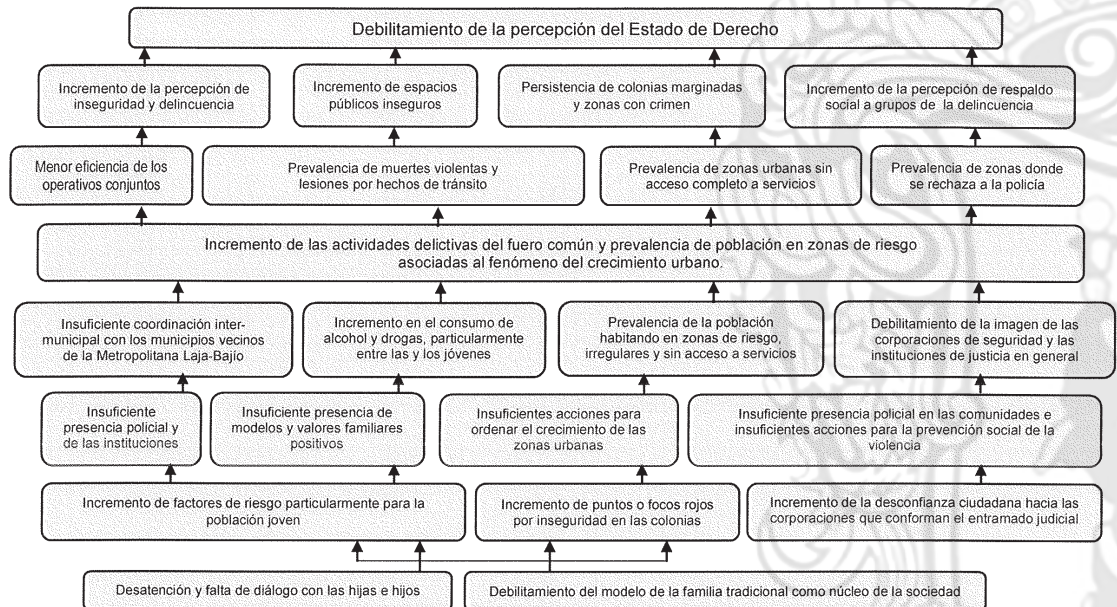 Debilitamiento de la percepción del Estado de Derecho
Incremento de la percepción de
inseguridad y delincuencia
Incremento de espacios
públicos inseguros
Persistencia de colonias marginadas
y zonas con crimen
Incremento de la percepción de respaldo
social a grupos de la delincuencia
Menor eficiencia de los
operativos conjuntos
Prevalencia de muertes violentas y
lesiones por hechos de tránsito
Prevalencia de zonas urbanas sin
acceso completo a servicios
Prevalencia de zonas donde
se rechaza a la policía
Incremento de las actividades delictivas del fuero común y prevalencia de población en zonas de riesgo
asociadas al fenómeno del crecimiento urbano.
Insuficiente coordinación inter-
municipal con los municipios vecinos
de la Metropolitana Laja-Bajío
Incremento en el consumo de
alcohol y drogas, particularmente
entre las y los jóvenes
Prevalencia de la población
habitando en zonas de riesgo,
irregulares y sin acceso a servicios
Debilitamiento de la imagen de las
corporaciones de seguridad y las
instituciones de justicia en general
Insuficiente
presencia policial y
de las instituciones
Insuficiente presencia de
modelos y valores familiares
positivos
Insuficientes acciones para
ordenar el crecimiento de las
zonas urbanas
Insuficiente presencia policial en las comunidades e
insuficientes acciones para la prevención social de la
violencia
Incremento de factores de riesgo particularmente para la
población joven
Incremento de puntos o focos rojos
por inseguridad en las colonias
Incremento de la desconfianza ciudadana hacia las
corporaciones que conforman el entramado judicial
Desatención y falta de diálogo con las hijas e hijos
Debilitamiento del modelo de la familia tradicional como núcleo de la sociedad